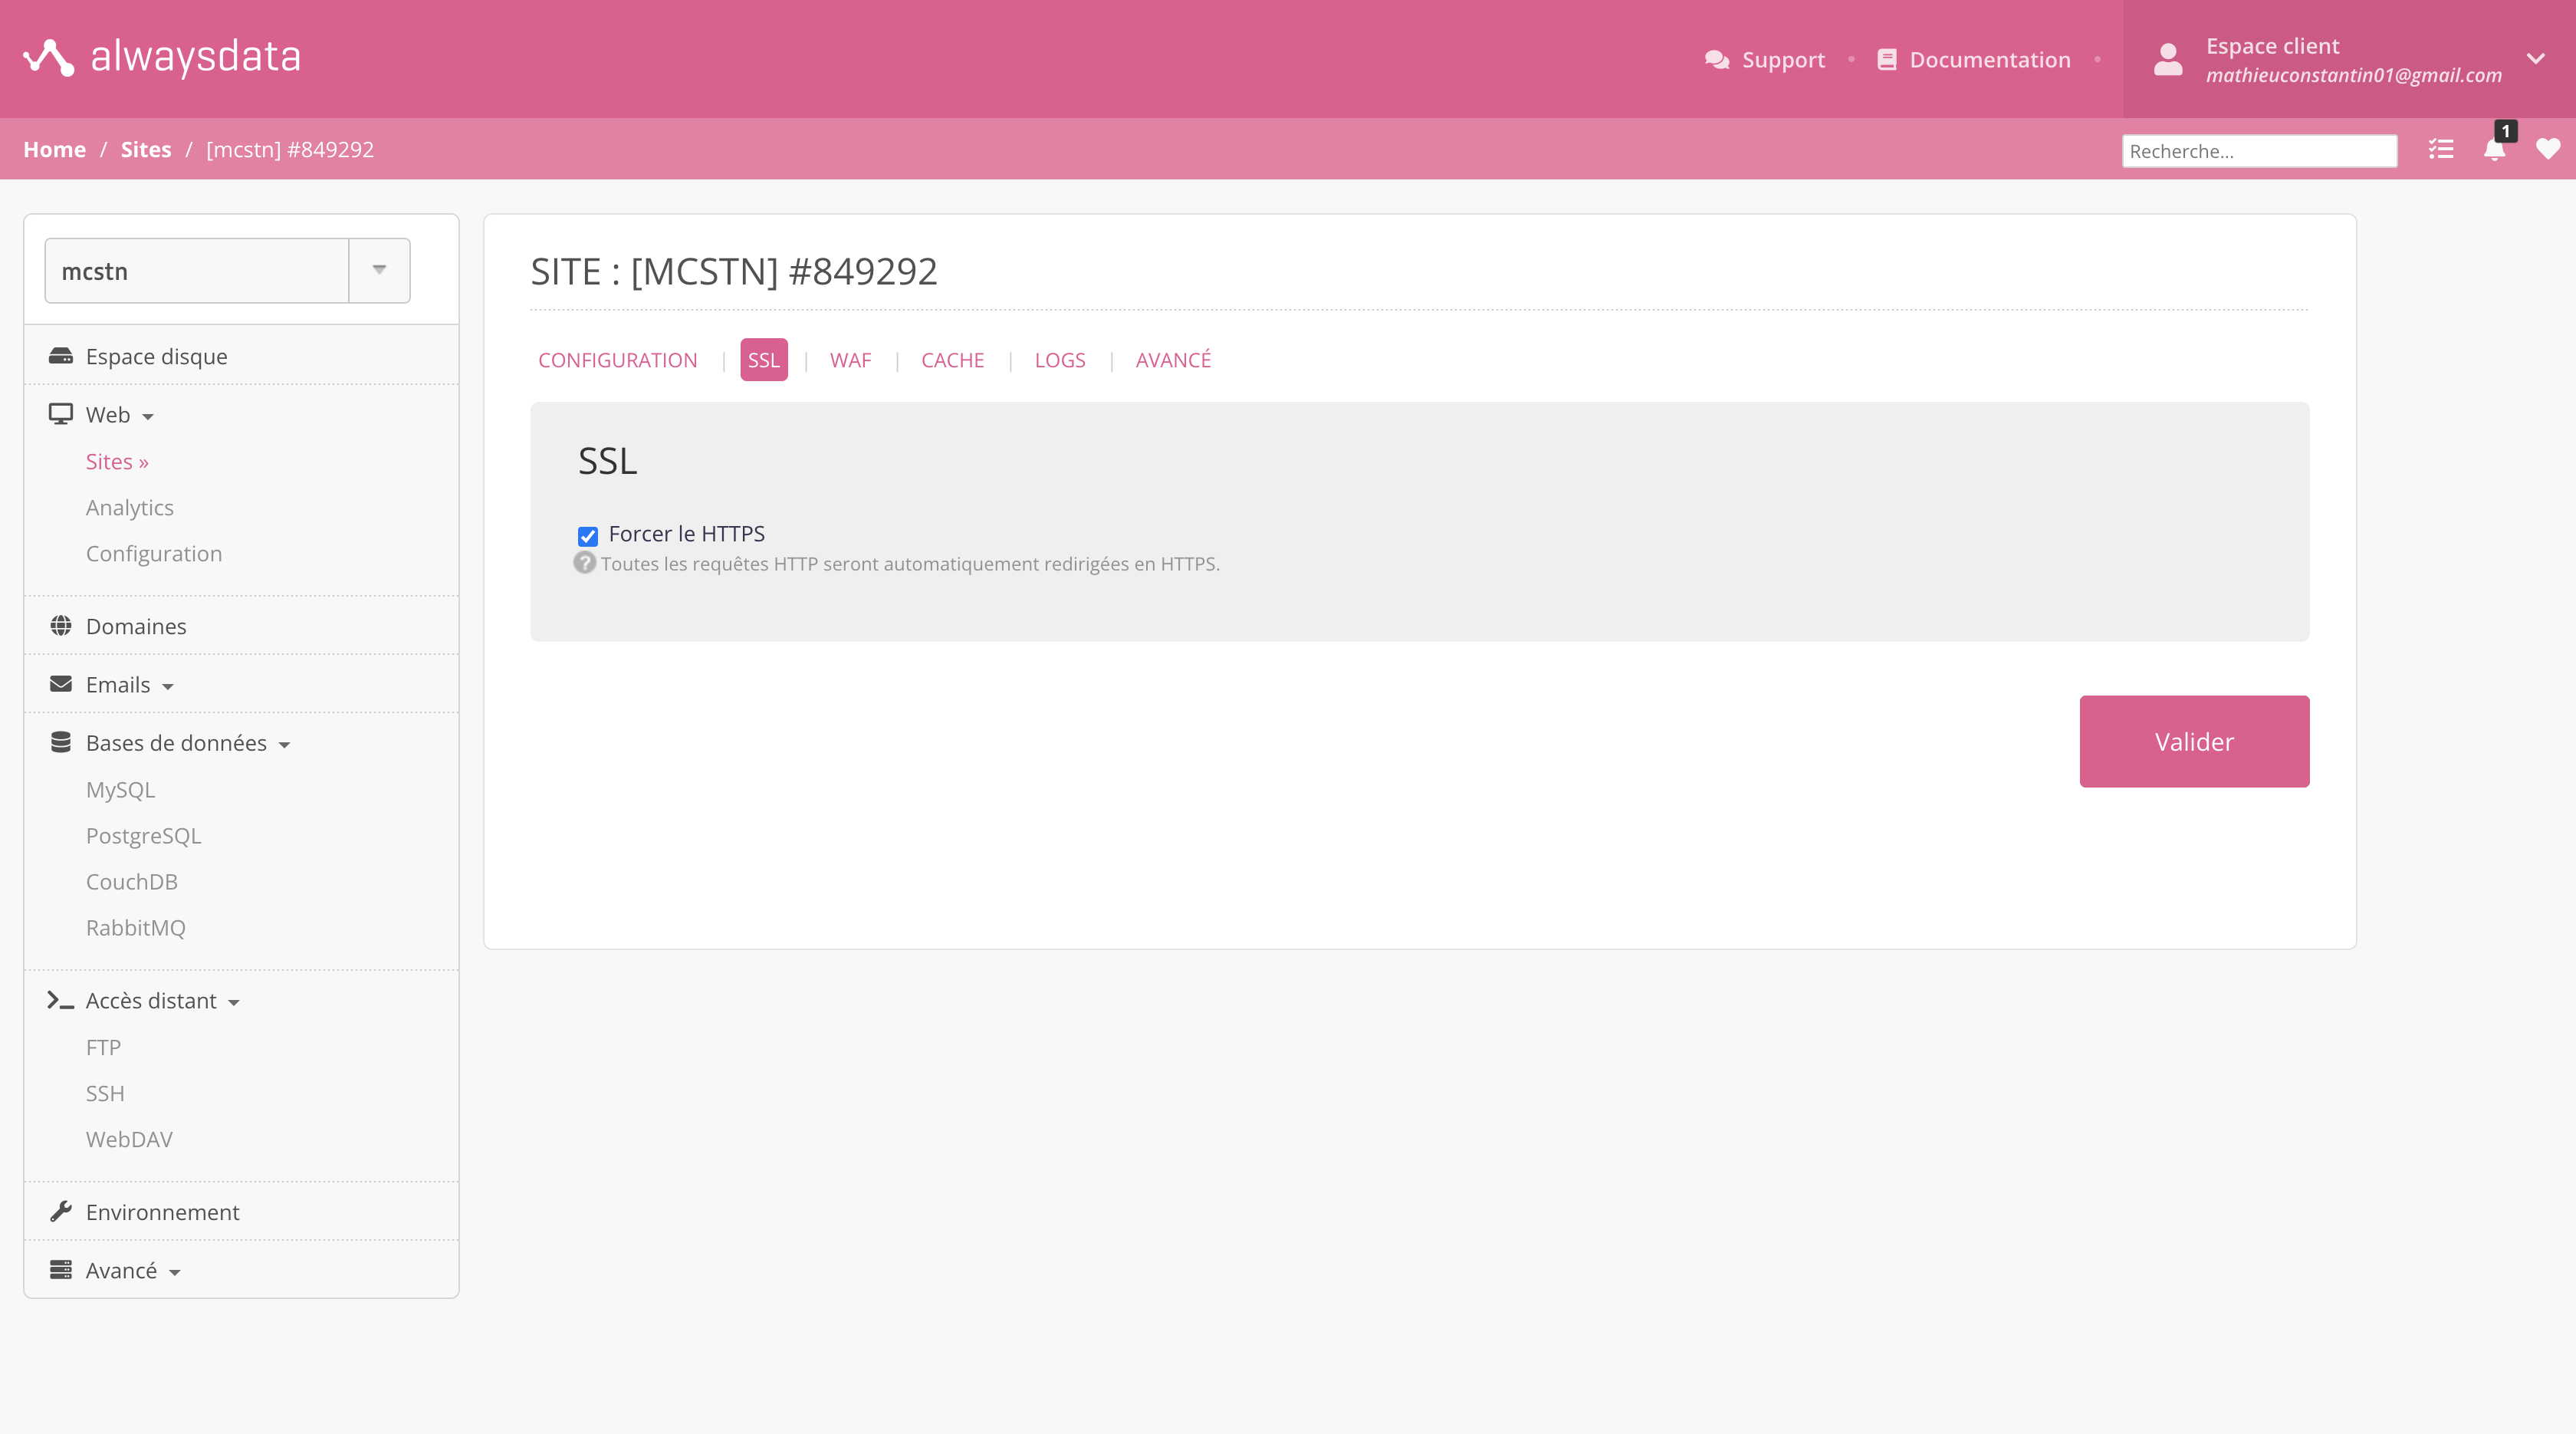 alwaysdata
Support • Documentation •
Espace client
mathieuconstantin01@gmail.com
Home / Sites / [mcstn] #849292
Recherche...
1
mcstn
Espace disque
Web
Sites »
Analytics
Configuration
Domaines
Emails
Bases de données
MySQL
PostgreSQL
CouchDB
RabbitMQ
Accès distant
FTP
SSH
WebDAV
Environnement
Avancé
SITE : [MCSTN] #849292
CONFIGURATION | SSL | WAF | CACHE | LOGS | AVANCÉ
SSL
Forcer le HTTPS
? Toutes les requêtes HTTP seront automatiquement redirigées en HTTPS.
Valider